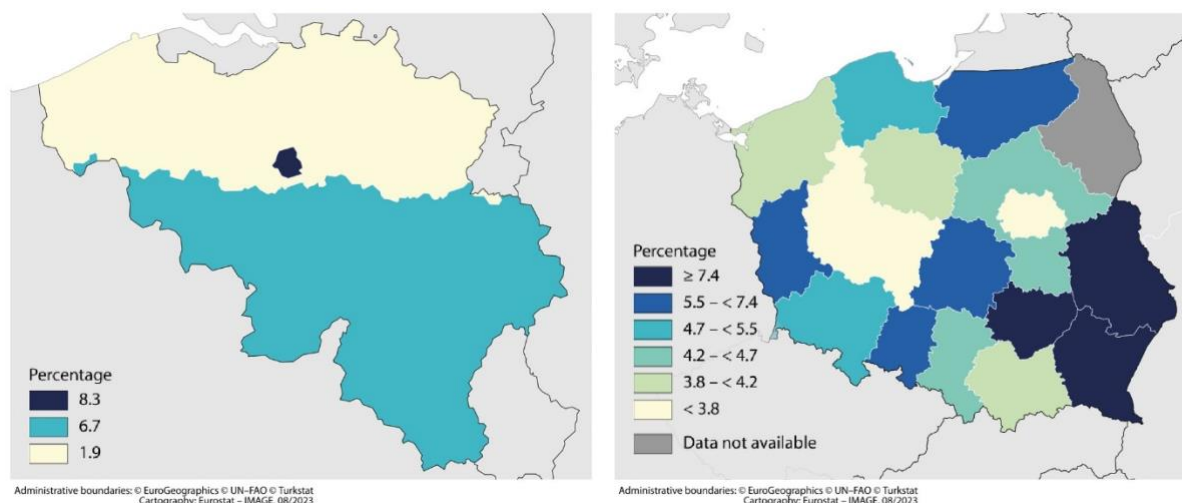 Percentage
8.3
6.7
1.9
Administrative boundaries: © EuroGeographics © UN–FAO © Turkstat
Cartography: Eurostat – IMAGE, 08/2023
Percentage
≥ 7.4
5.5 – < 7.4
4.7 – < 5.5
4.2 – < 4.7
3.8 – < 4.2
< 3.8
Data not available
Administrative boundaries: © EuroGeographics © UN–FAO © Turkstat
Cartography: Eurostat – IMAGE, 08/2023